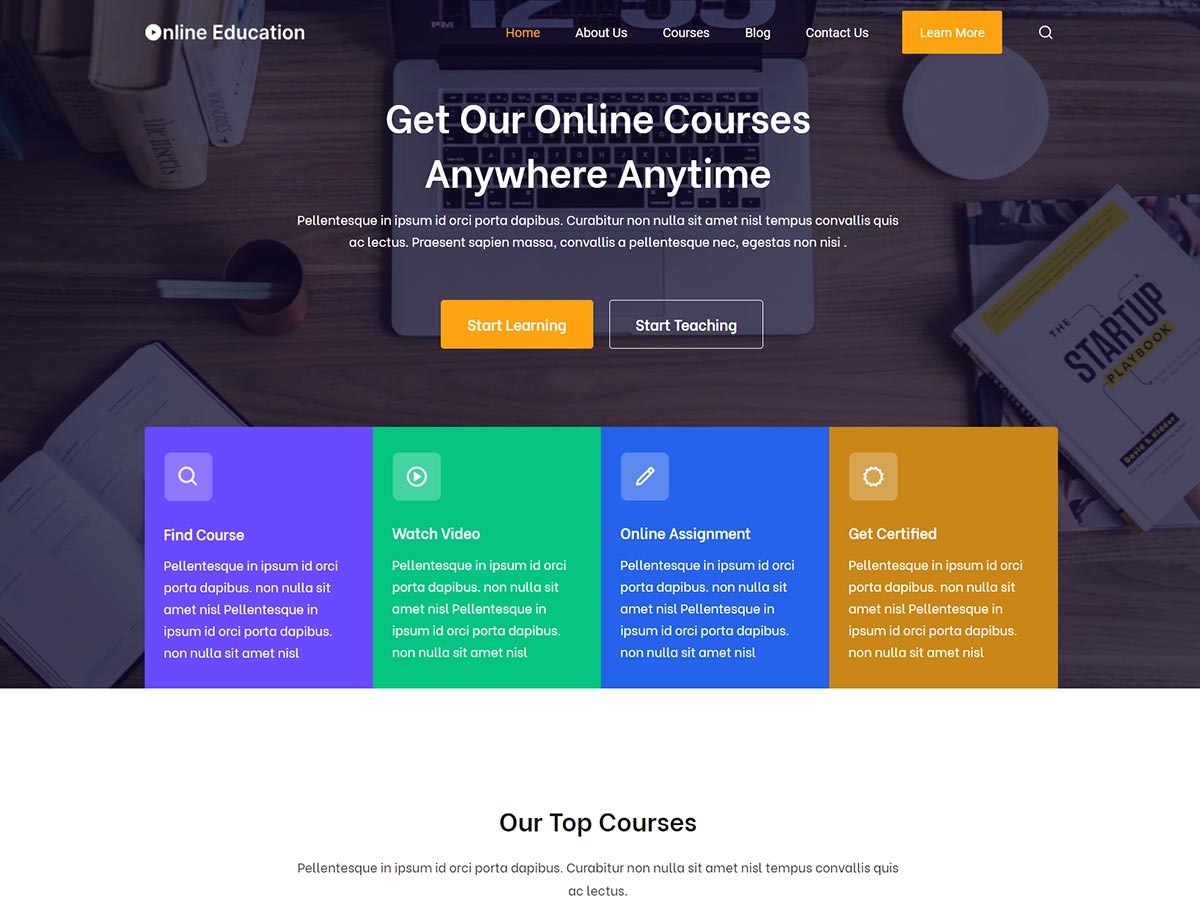 PM 12 53
Online Education
Home About Us Courses Blog Contact Us Learn More
Get Our Online Courses
Anywhere Anytime
Pellentesque in ipsum id orci porta dapibus. Curabitur non nulla sit amet nisl tempus convallis quis
ac lectus. Praesent sapien massa, convallis a pellentesque nec, egestas non nisi .
Start Learning Start Teaching
the insects
THE
STARTUP
PLAYBOOK
David S. Kidder
Find Course
Pellentesque in ipsum id orci
porta dapibus. non nulla sit
amet nisl Pellentesque in
ipsum id orci porta dapibus.
non nulla sit amet nisl
Watch Video
Pellentesque in ipsum id orci
porta dapibus. non nulla sit
amet nisl Pellentesque in
ipsum id orci porta dapibus.
non nulla sit amet nisl
Online Assignment
Pellentesque in ipsum id orci
porta dapibus. non nulla sit
amet nisl Pellentesque in
ipsum id orci porta dapibus.
non nulla sit amet nisl
Get Certified
Pellentesque in ipsum id orci
porta dapibus. non nulla sit
amet nisl Pellentesque in
ipsum id orci porta dapibus.
non nulla sit amet nisl
Our Top Courses
Pellentesque in ipsum id orci porta dapibus. Curabitur non nulla sit amet nisl tempus convallis quis
ac lectus.